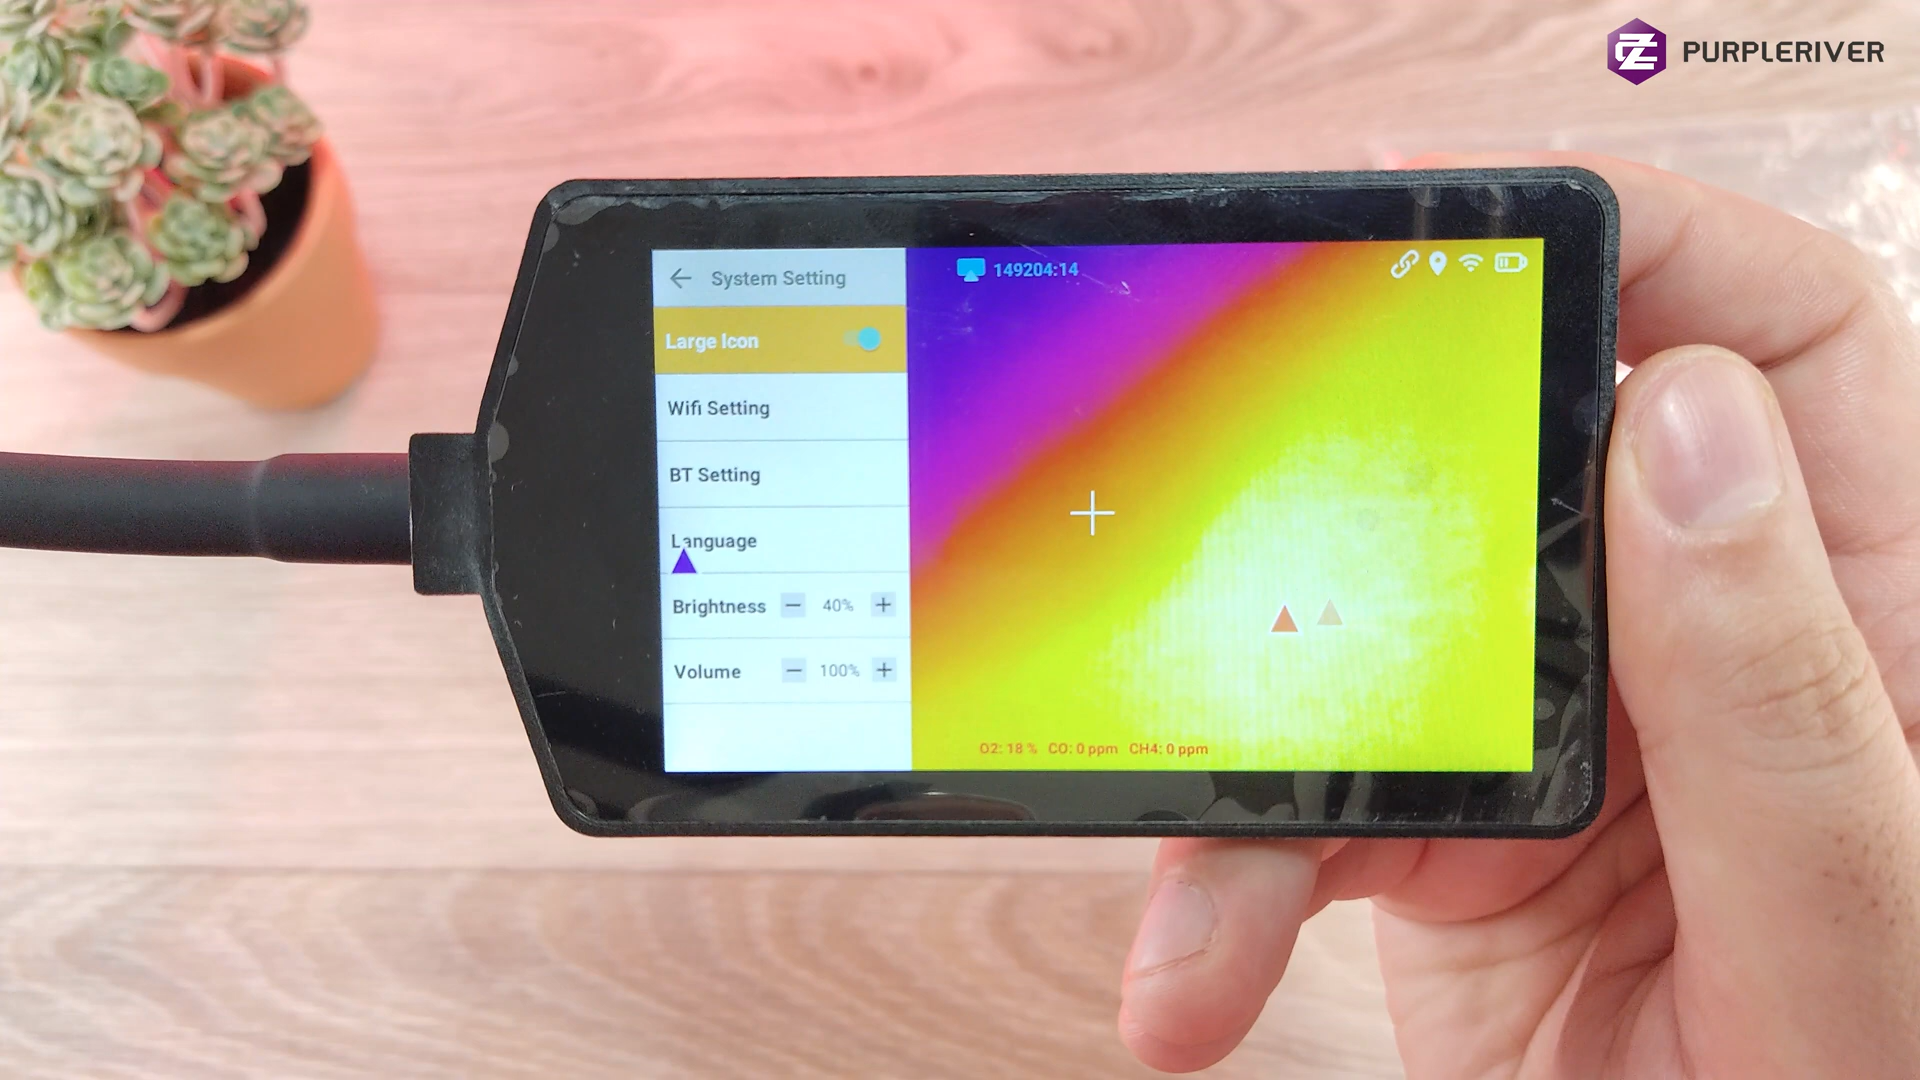 PURPLERIVER
System Setting
149204:14
Large Icon
Wifi Setting
BT Setting
Language
Brightness − 40% +
Volume − 100% +
O2: 18 % CO: 0 ppm CH4: 0 ppm